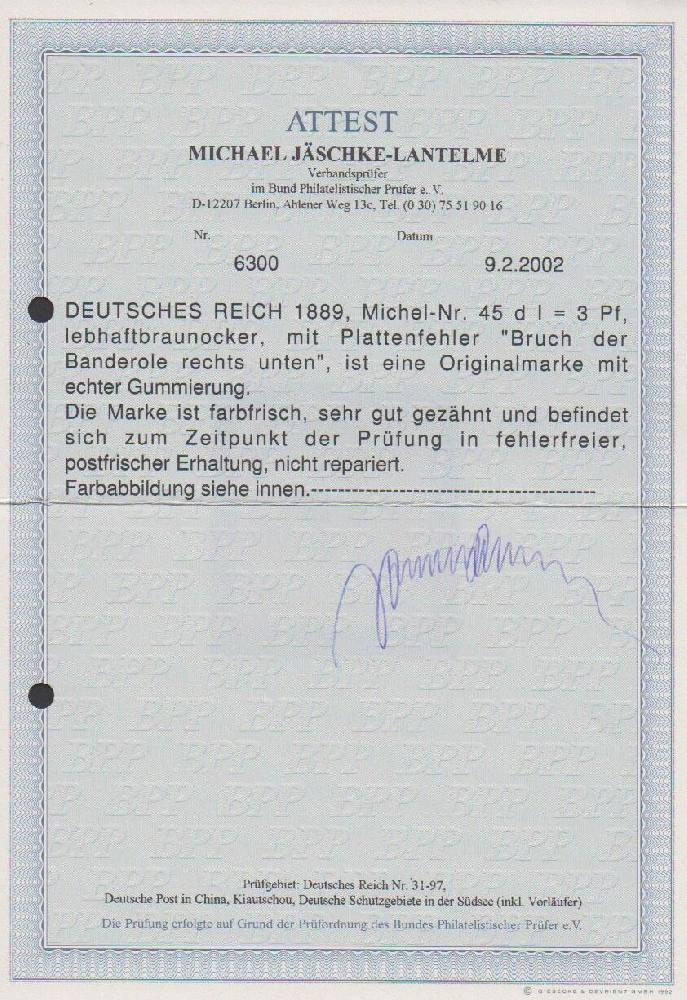 ATTEST
MICHAEL JÄSCHKE-LANTELME
Verbandsprüfer
im Bund Philatelistischer Prüfer e. V.
D-12207 Berlin, Ahlener Weg 13c, Tel. (0 30) 75 51 90 16
Nr. Datum
6300 9.2.2002
DEUTSCHES REICH 1889, Michel-Nr. 45 d I = 3 Pf,
lebhaftbraunocker, mit Plattenfehler "Bruch der
Banderole rechts unten", ist eine Originalmarke mit
echter Gummierung.
Die Marke ist farbfrisch, sehr gut gezähnt und befindet
sich zum Zeitpunkt der Prüfung in fehlerfreier,
postfrischer Erhaltung, nicht repariert.
Farbabbildung siehe innen.------------------------------------------
Prüfgebiet: Deutsches Reich Nr. 31-97,
Deutsche Post in China, Kiautschou, Deutsche Schutzgebiete in der Südsee (inkl. Vorläufer)
Die Prüfung erfolgte auf Grund der Prüfordnung des Bundes Philatelistischer Prüfer e.V.
© GIESECKE & DEVRIENT GMBH 1992